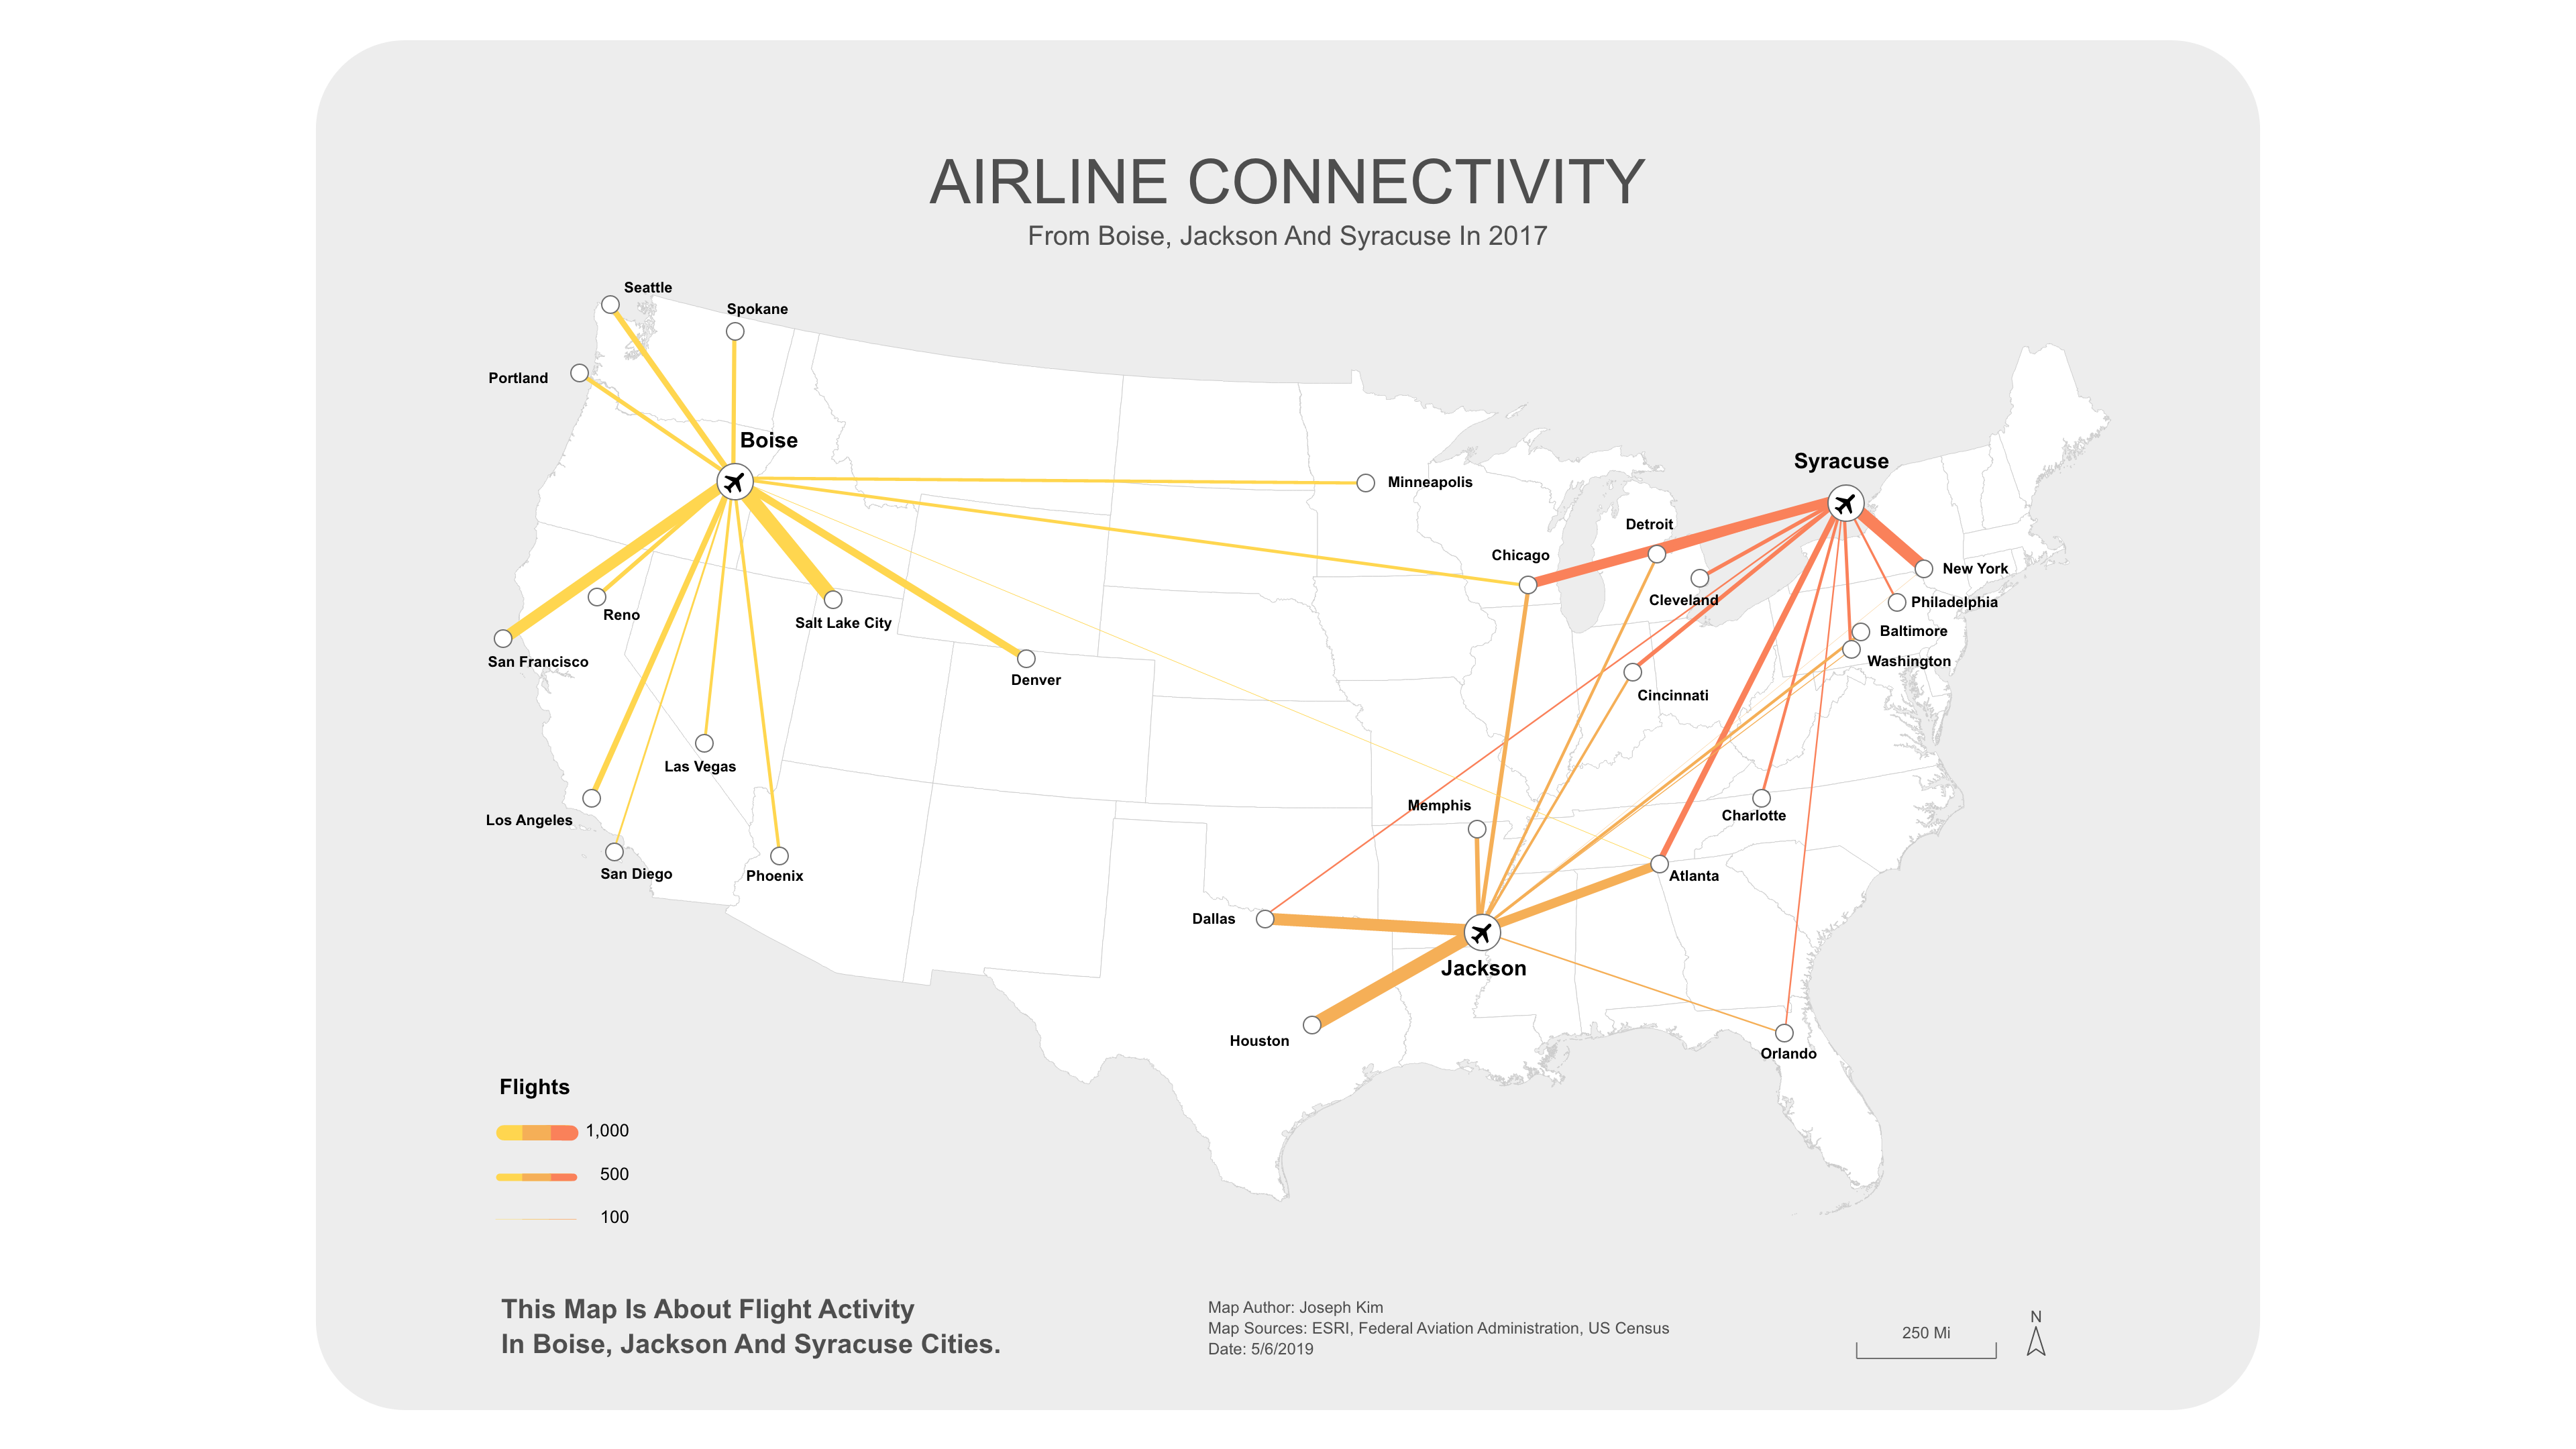 AIRLINE CONNECTIVITY
From Boise, Jackson And Syracuse In 2017
Seattle
Spokane
Portland
Boise
Syracuse
Minneapolis
Detroit
Chicago
New York
Cleveland
Philadelphia
Reno
Salt Lake City
Baltimore
San Francisco
Washington
Denver
Cincinnati
Las Vegas
Memphis
Charlotte
Los Angeles
San Diego
Phoenix
Atlanta
Dallas
Jackson
Houston
Orlando
Flights
1,000
500
100
This Map Is About Flight Activity
In Boise, Jackson And Syracuse Cities.
Map Author: Joseph Kim
Map Sources: ESRI, Federal Aviation Administration, US Census
Date: 5/6/2019
250 Mi
N